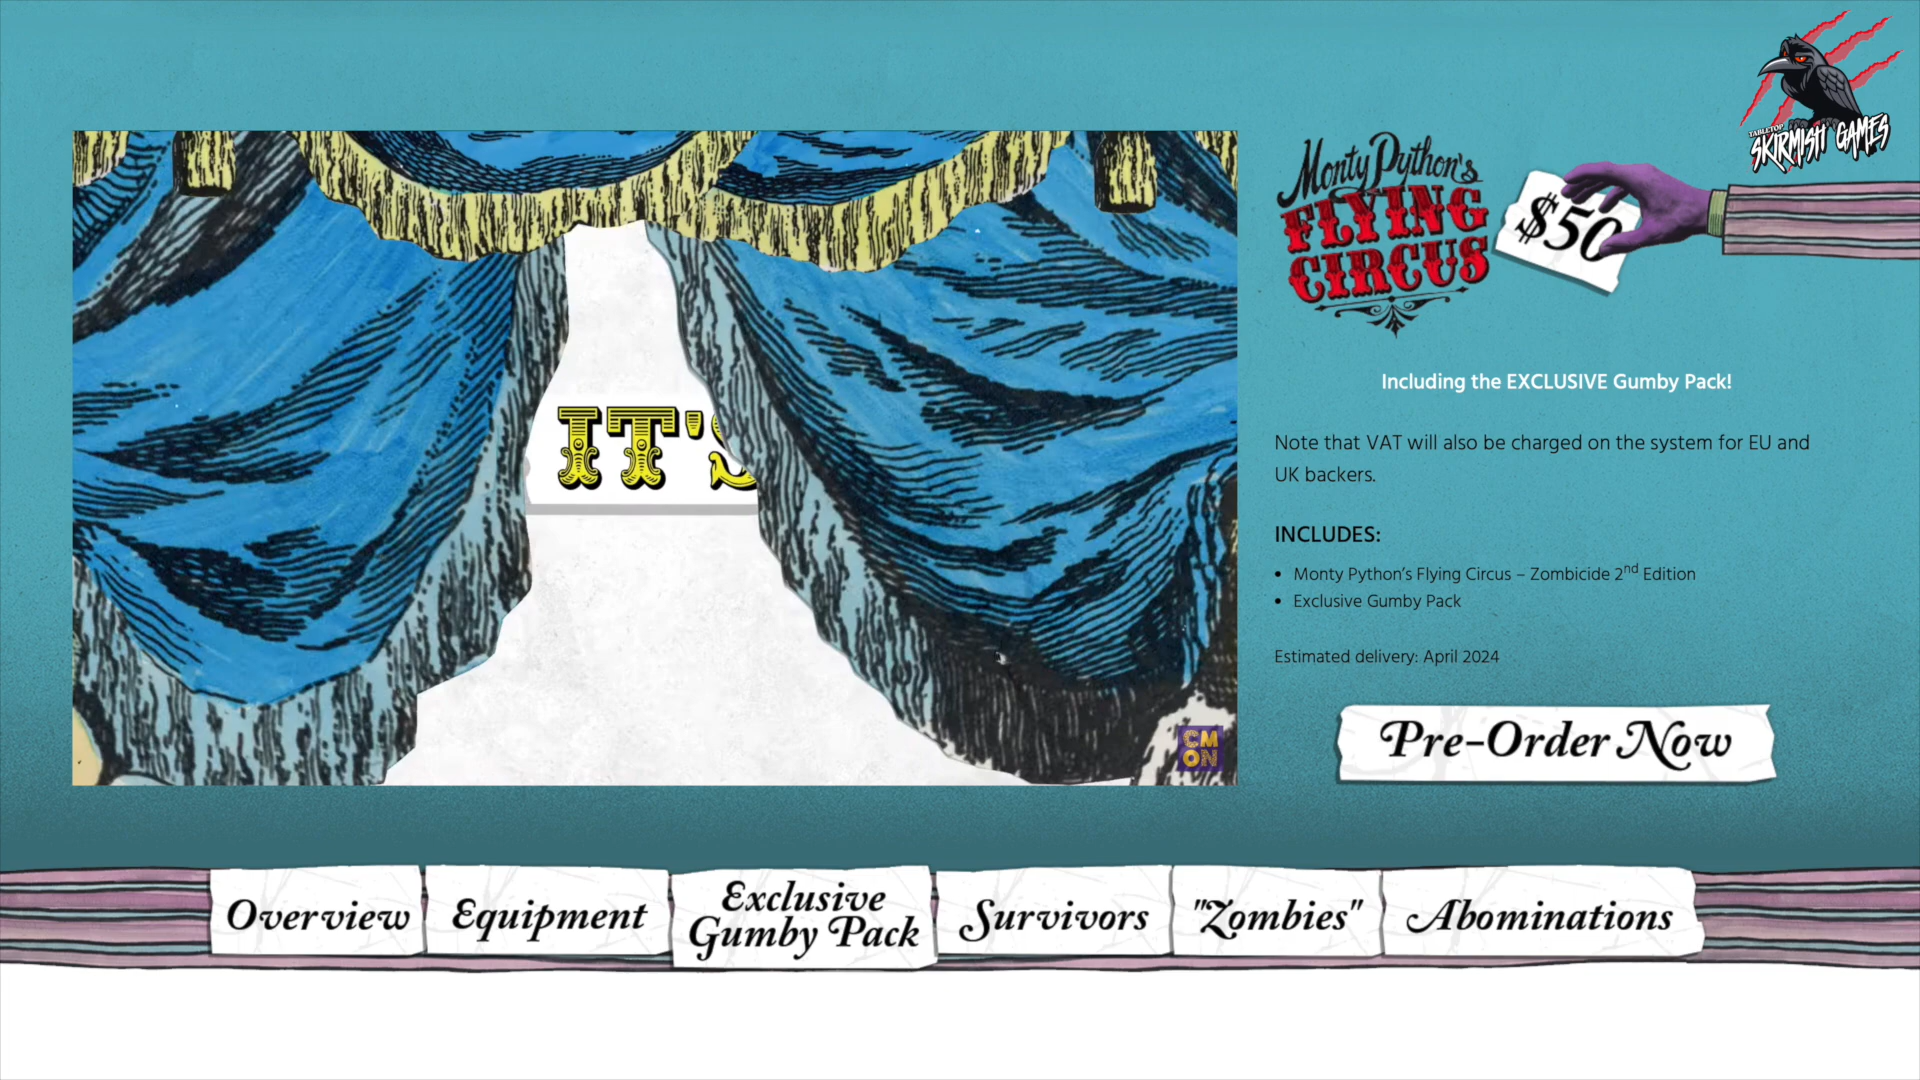 TABLETOP
SKIRMISH GAMES
Monty Python's
FLYING
CIRCUS
$50
IT'S
Including the EXCLUSIVE Gumby Pack!
Note that VAT will also be charged on the system for EU and
UK backers.
INCLUDES:
• Monty Python's Flying Circus – Zombicide 2nd Edition
• Exclusive Gumby Pack
Estimated delivery: April 2024
CM
ON
Pre-Order Now
Overview
Equipment
Exclusive
Gumby Pack
Survivors
"Zombies"
Abominations